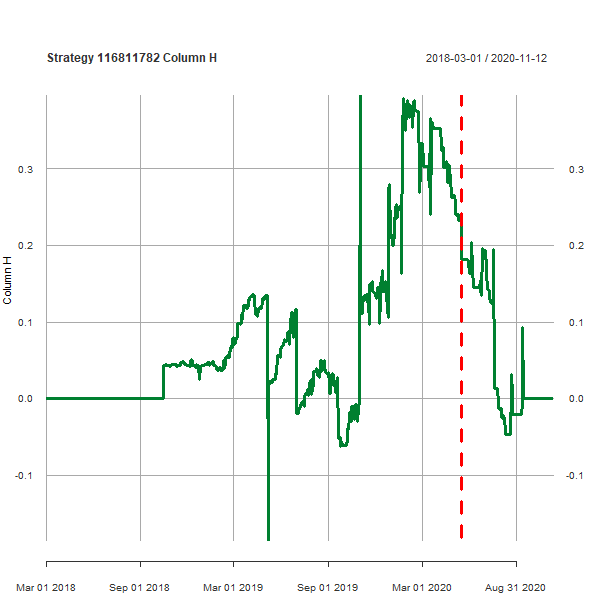 Strategy 116811782 Column H
2018-03-01 / 2020-11-12
Column H
0.3
0.2
0.1
0.0
-0.1
0.3
0.2
0.1
0.0
-0.1
Mar 01 2018
Sep 01 2018
Mar 01 2019
Sep 01 2019
Mar 01 2020
Aug 31 2020